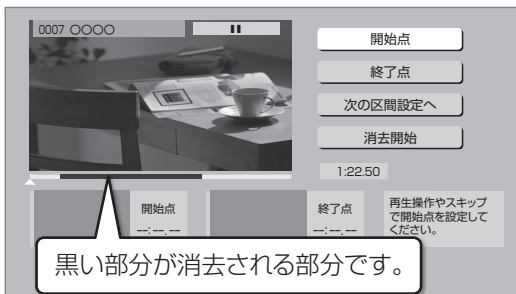 0007 ○○○○
開始点
終了点
次の区間設定へ
消去開始
1:22.50
開始点
--:--.--
終了点
--:--.--
再生操作やスキップ
で開始点を設定して
ください。
黒い部分が消去される部分です。